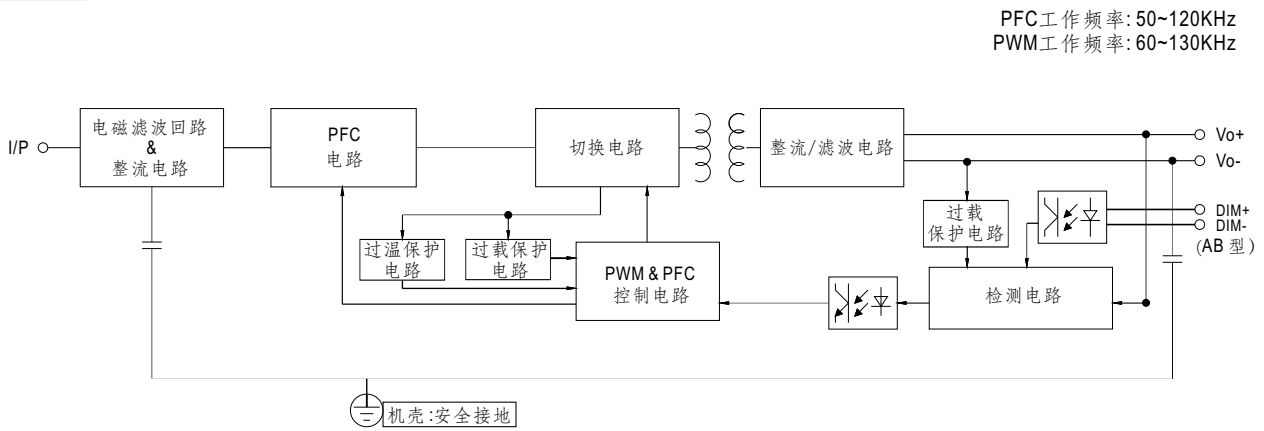 PFC工作频率: 50~120KHz
PWM工作频率: 60~130KHz
I/P
电磁滤波回路
&
整流电路
PFC
电路
切换电路
整流/滤波电路
Vo+
Vo-
过载
保护电路
DIM+
DIM-
(AB 型)
过温保护
电路
过载保护
电路
PWM & PFC
控制电路
检测电路
机壳:安全接地